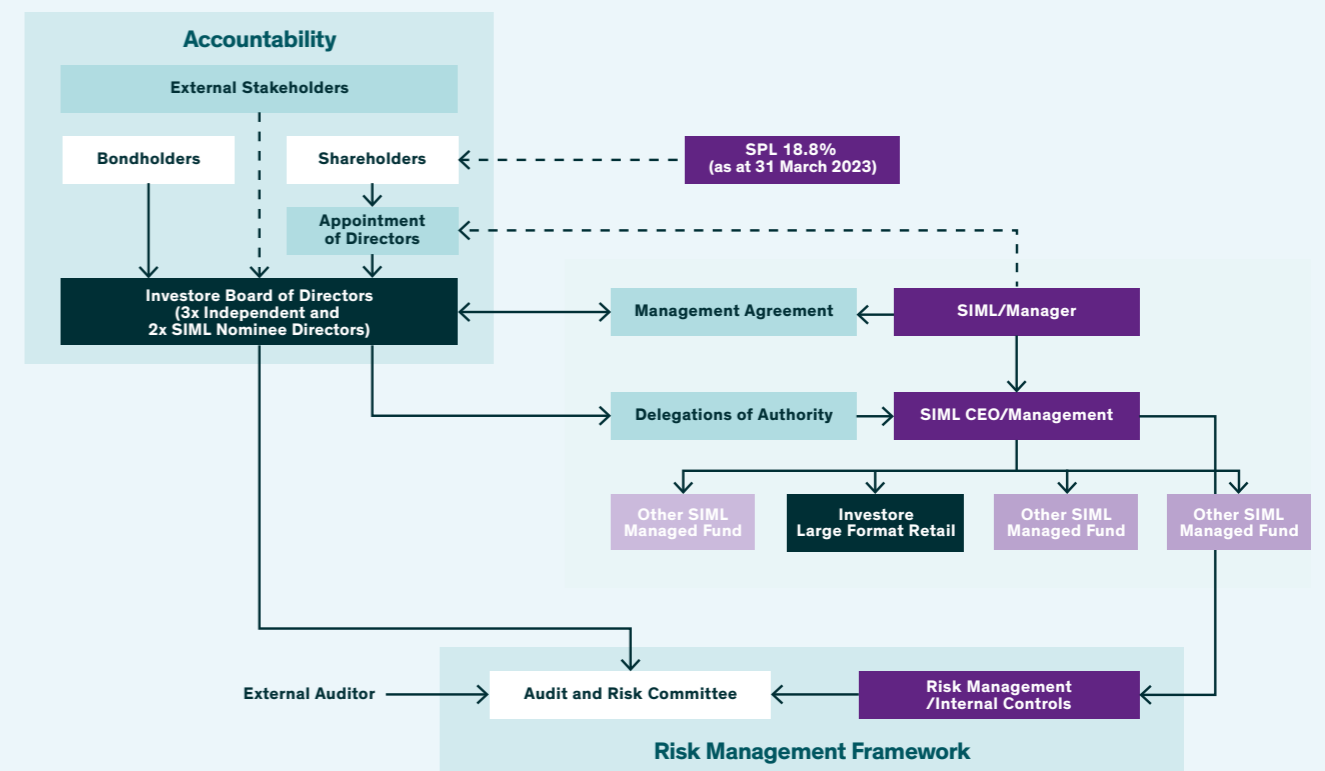 Accountability
External Stakeholders
Bondholders
Shareholders
SPL 18.8%
(as at 31 March 2023)
Appointment
of Directors
Investore Board of Directors
(3x Independent and
2x SIML Nominee Directors)
Management Agreement
SIML/Manager
Delegations of Authority
SIML CEO/Management
Other SIML
Managed Fund
Investore
Large Format Retail
Other SIML
Managed Fund
Other SIML
Managed Fund
External Auditor
Audit and Risk Committee
Risk Management
/Internal Controls
Risk Management Framework